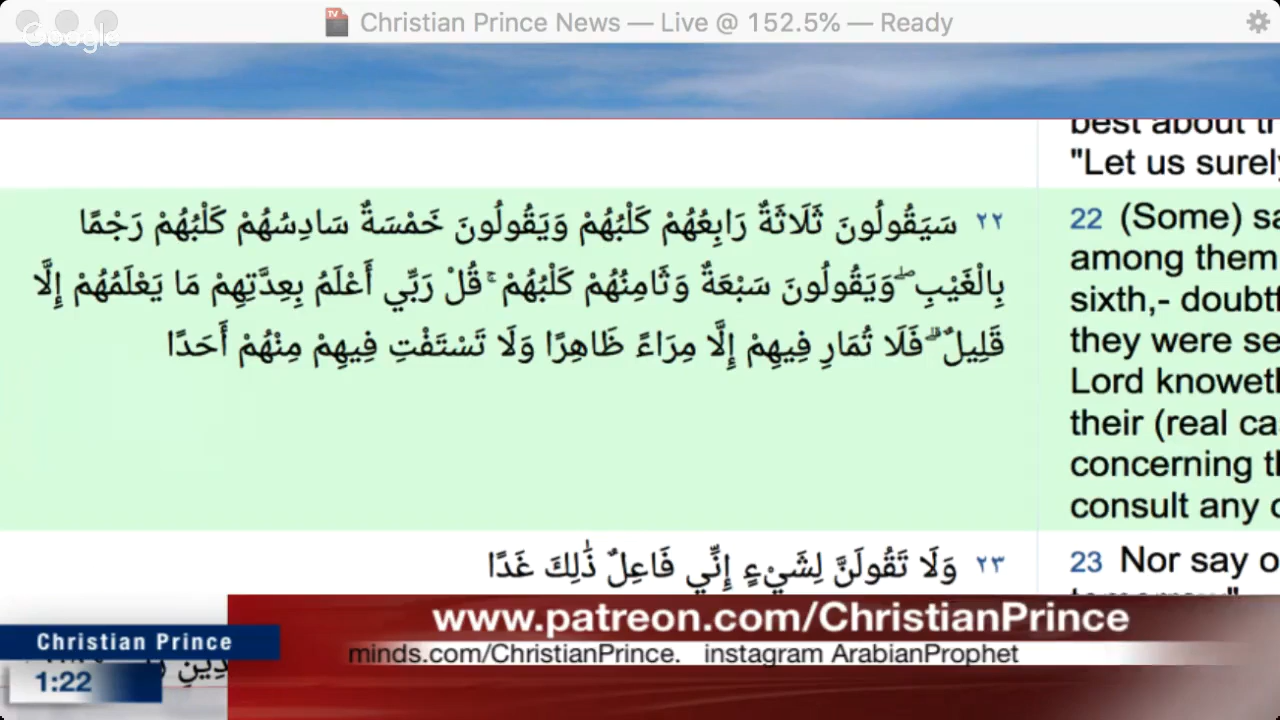 Christian Prince News — Live @ 152.5% — Ready
Google
best about
"Let us surely
٢٢ سَيَقُولُونَ ثَلَاثَةٌ رَابِعُهُمْ كَلْبُهُمْ وَيَقُولُونَ خَمْسَةٌ سَادِسُهُمْ كَلْبُهُمْ رَجْمًا
بِالْغَيْبِ ۖ وَيَقُولُونَ سَبْعَةٌ وَثَامِنُهُمْ كَلْبُهُمْ ۚ قُلْ رَبِّي أَعْلَمُ بِعِدَّتِهِمْ مَا يَعْلَمُهُمْ إِلَّا
قَلِيلٌ ۗ فَلَا تُمَارِ فِيهِمْ إِلَّا مِرَاءً ظَاهِرًا وَلَا تَسْتَفْتِ فِيهِمْ مِنْهُمْ أَحَدًا
22 (Some) sa
among them
sixth,- doubtf
they were se
Lord knoweth
their (real ca
concerning th
consult any o
٢٣ وَلَا تَقُولَنَّ لِشَيْءٍ إِنِّي فَاعِلٌ ذَٰلِكَ غَدًا
23 Nor say o
www.patreon.com/ChristianPrince
Christian Prince
minds.com/ChristianPrince. instagram ArabianProphet
1:22